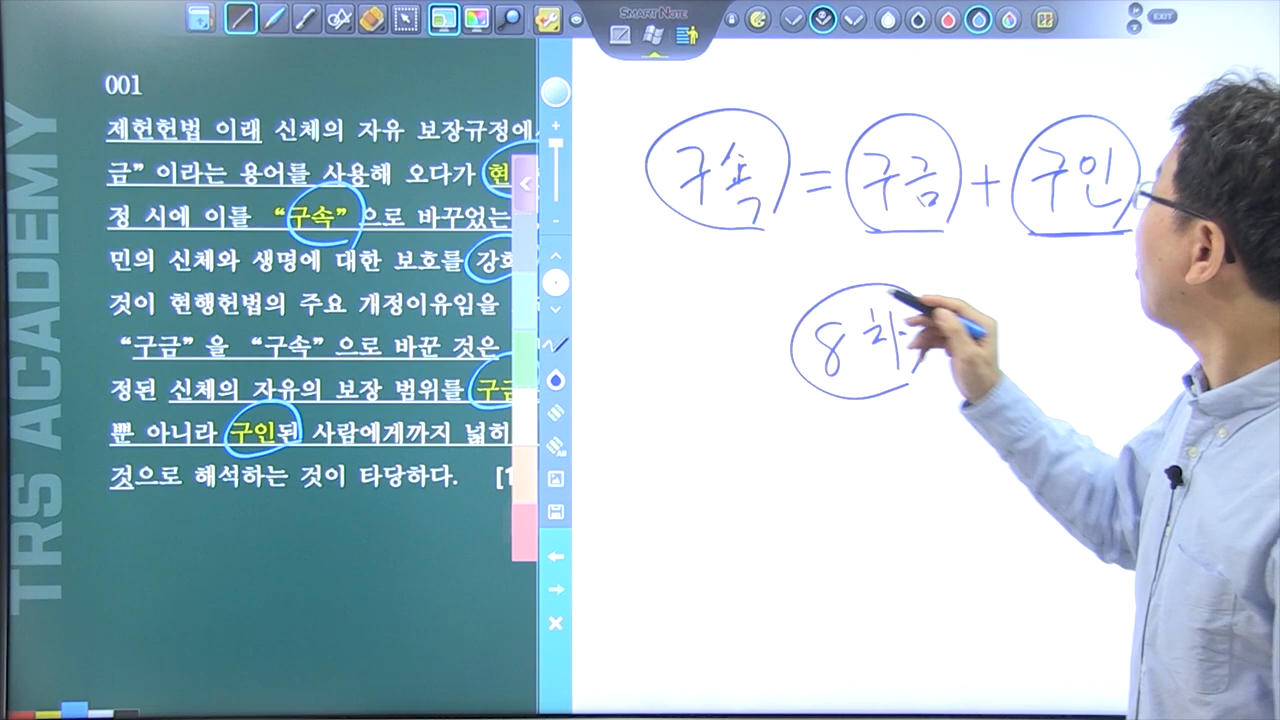 SMART NOTE
EXIT
TRS ACADEMY
001
제헌헌법 이래 신체의 자유 보장규정에서
금” 이라는 용어를 사용해 오다가 현
정 시에 이를 “구속” 으로 바꾸었는
민의 신체와 생명에 대한 보호를 강화
것이 현행헌법의 주요 개정이유임을
“구금” 을 “구속” 으로 바꾼 것은
정된 신체의 자유의 보장 범위를 구금
뿐 아니라 구인된 사람에게까지 넓히
것으로 해석하는 것이 타당하다. [1
구속 = 구금 + 구인
8차
All